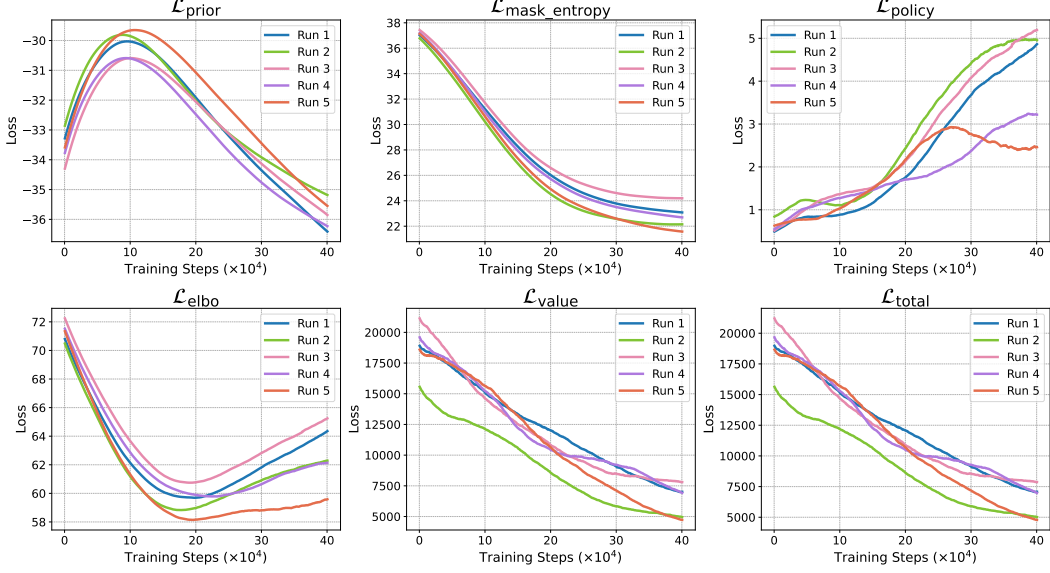 ℒprior
Loss
−30
−31
−32
−33
−34
−35
−36
0 10 20 30 40
Training Steps (×10⁴)
Run 1
Run 2
Run 3
Run 4
Run 5
ℒmask_entropy
Loss
38
36
34
32
30
28
26
24
22
0 10 20 30 40
Training Steps (×10⁴)
Run 1
Run 2
Run 3
Run 4
Run 5
ℒpolicy
Loss
5
4
3
2
1
0 10 20 30 40
Training Steps (×10⁴)
Run 1
Run 2
Run 3
Run 4
Run 5
ℒelbo
Loss
72
70
68
66
64
62
60
58
0 10 20 30 40
Training Steps (×10⁴)
Run 1
Run 2
Run 3
Run 4
Run 5
ℒvalue
Loss
20000
17500
15000
12500
10000
7500
5000
0 10 20 30 40
Training Steps (×10⁴)
Run 1
Run 2
Run 3
Run 4
Run 5
ℒtotal
Loss
20000
17500
15000
12500
10000
7500
5000
0 10 20 30 40
Training Steps (×10⁴)
Run 1
Run 2
Run 3
Run 4
Run 5